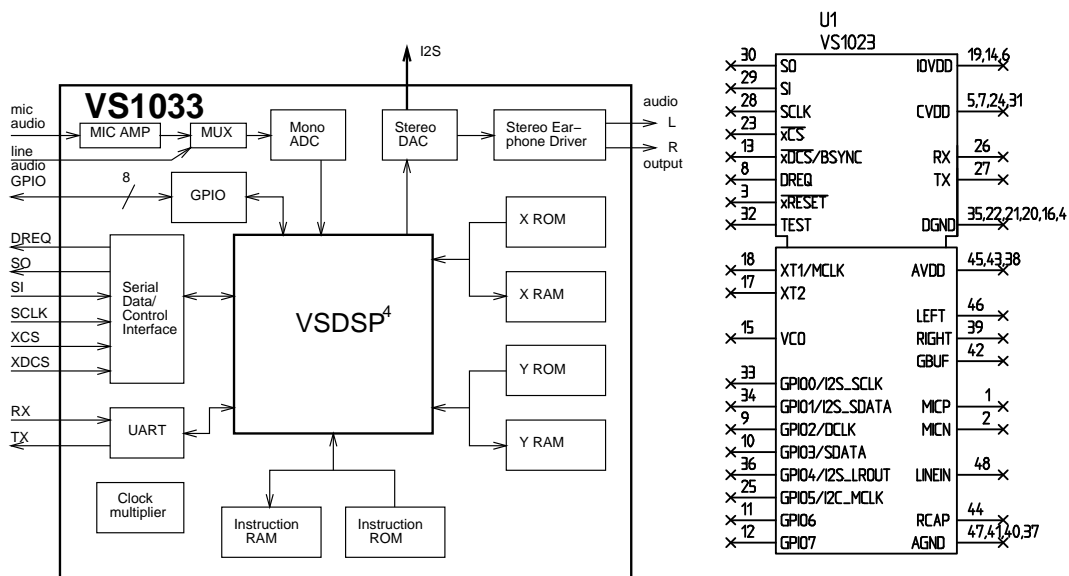 I2S
VS1033
mic
audio
line
audio
GPIO
MIC AMP
MUX
Mono
ADC
Stereo
DAC
Stereo Ear–
phone Driver
audio
L
R
output
8
GPIO
DREQ
SO
SI
SCLK
XCS
XDCS
Serial
Data/
Control
Interface
VSDSP4
X ROM
X RAM
Y ROM
Y RAM
RX
TX
UART
Clock
multiplier
Instruction
RAM
Instruction
ROM
U1
VS1023
30 SO
29 SI
28 SCLK
23 xCS
13 xDCS/BSYNC
8 DREQ
3 xRESET
32 TEST
IOVDD 19,14,6
CVDD 5,7,24,31
RX 26
TX 27
DGND 35,22,21,20,16,4
18 XT1/MCLK
17 XT2
15 VCO
33 GPIO0/I2S_SCLK
34 GPIO1/I2S_SDATA
9 GPIO2/DCLK
10 GPIO3/SDATA
36 GPIO4/I2S_LROUT
25 GPIO5/I2C_MCLK
11 GPIO6
12 GPIO7
AVDD 45,43,38
LEFT 46
RIGHT 39
GBUF 42
MICP 1
MICN 2
LINEIN 48
RCAP 44
AGND 47,41,40,37